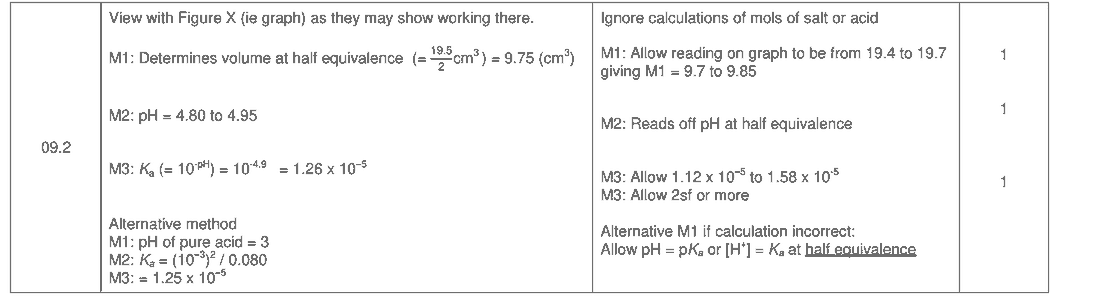 09.2
View with Figure X (ie graph) as they may show working there.
M1: Determines volume at half equivalence (= 19.5/2 cm³) = 9.75 (cm³)
M2: pH = 4.80 to 4.95
M3: Kₐ (= 10⁻ᵖᴴ) = 10⁻⁴·⁹ = 1.26 x 10⁻⁵
Alternative method
M1: pH of pure acid = 3
M2: Kₐ = (10⁻³)² / 0.080
M3: = 1.25 x 10⁻⁵
Ignore calculations of mols of salt or acid
M1: Allow reading on graph to be from 19.4 to 19.7
giving M1 = 9.7 to 9.85
M2: Reads off pH at half equivalence
M3: Allow 1.12 x 10⁻⁵ to 1.58 x 10⁻⁵
M3: Allow 2sf or more
Alternative M1 if calculation incorrect:
Allow pH = pKₐ or [H⁺] = Kₐ at half equivalence
1
1
1